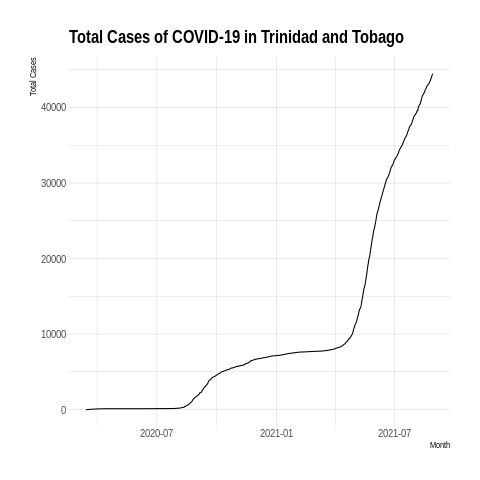 Total Cases of COVID-19 in Trinidad and Tobago
Total Cases
40000
30000
20000
10000
0
2020-07
2021-01
2021-07
Month